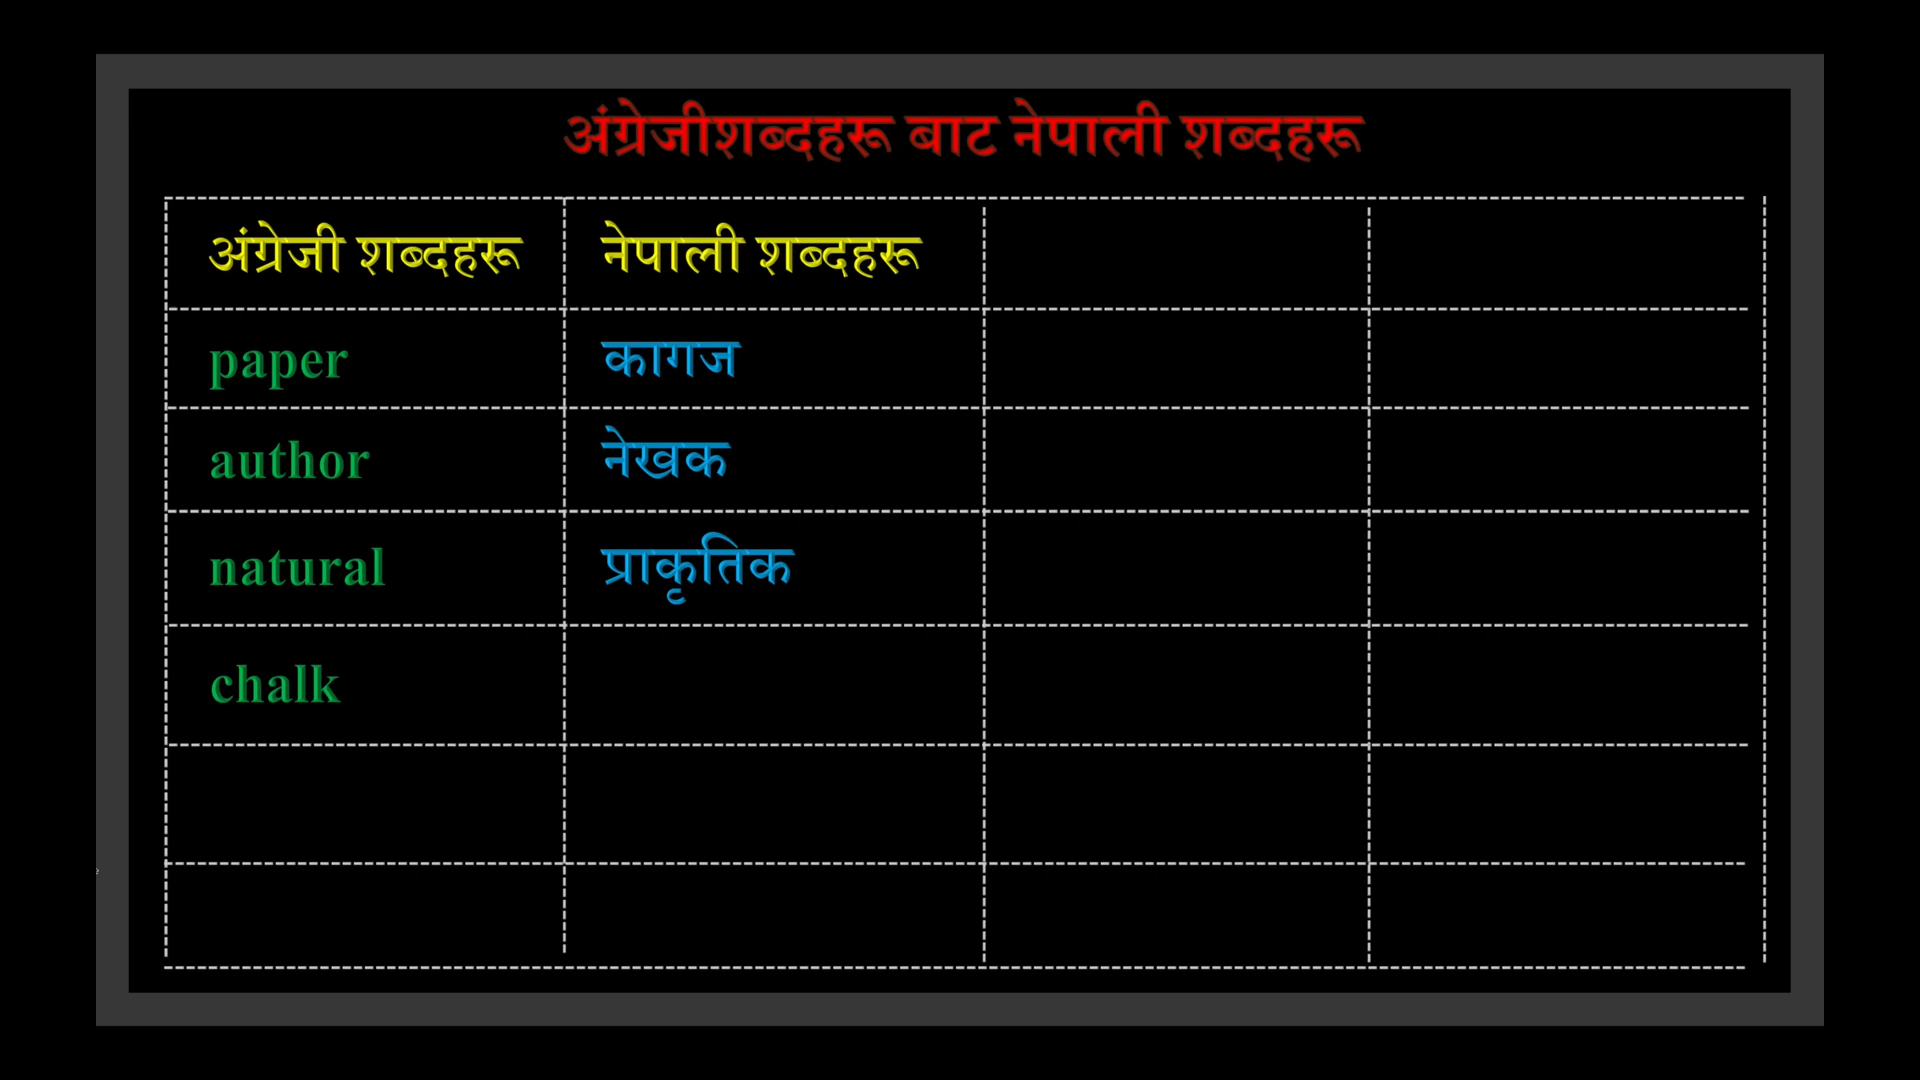 अंग्रेजीशब्दहरू बाट नेपाली शब्दहरू
अंग्रेजी शब्दहरू नेपाली शब्दहरू
paper कागज
author नेखक
natural प्राकृतिक
chalk